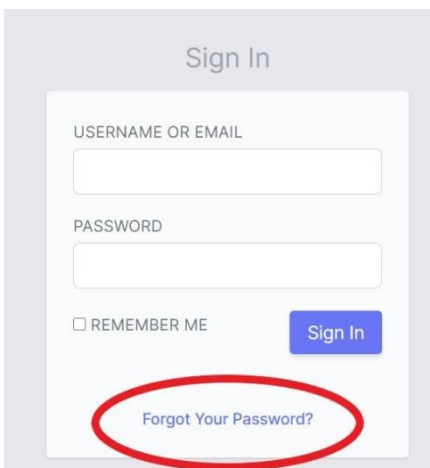 Sign In
USERNAME OR EMAIL
PASSWORD
REMEMBER ME
Sign In
Forgot Your Password?